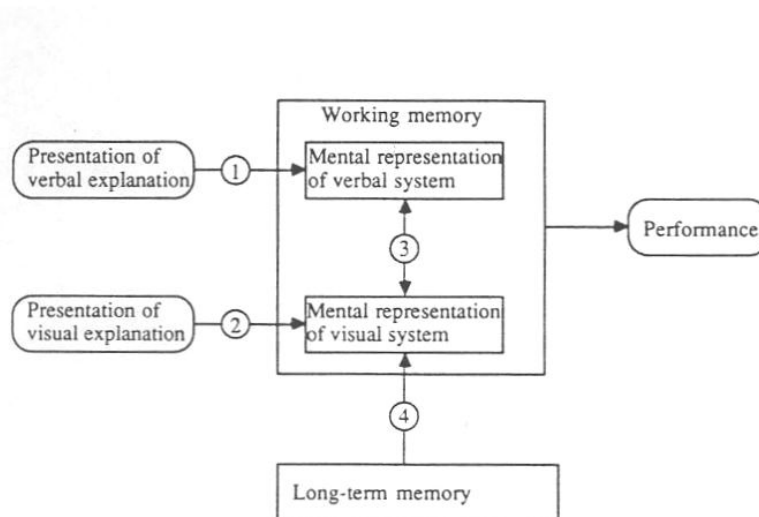 Working memory
Presentation of
verbal explanation
1
Mental representation
of verbal system
3
Performance
Presentation of
visual explanation
2
Mental representation
of visual system
4
Long-term memory